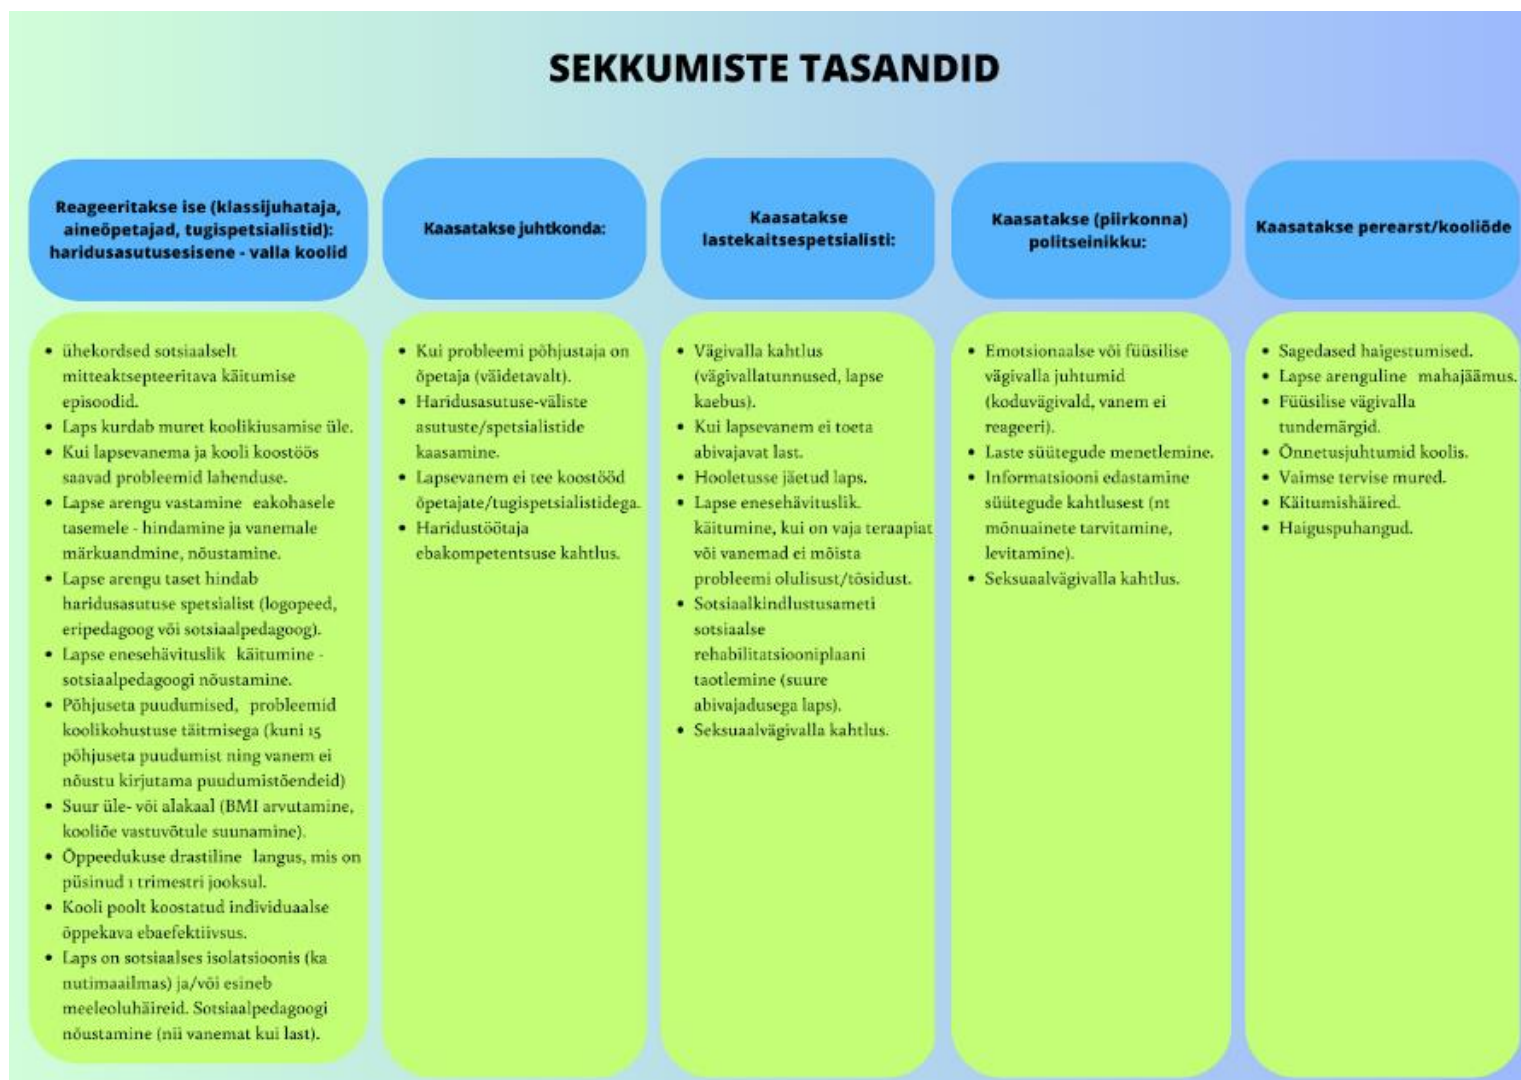 SEKKUMISTE TASANDID
Reageeritakse ise (klassijuhataja,
aineõpetajad, tugispetsialistid):
haridusasutusesisene - valla koolid
• ühekordsed sotsiaalselt
mitteaktsepteeritava käitumise
episoodid.
• Laps kurdab muret koolikiusamise üle.
• Kui lapsevanema ja kooli koostöös
saavad probleemid lahenduse.
• Lapse arengu vastamine eakohasele
tasemele - hindamine ja vanemale
märkuandmine, nõustamine.
• Lapse arengu taset hindab
haridusasutuse spetsialist (logopeed,
eripedagoog või sotsiaalpedagoog).
• Lapse enesehävituslik käitumine -
sotsiaalpedagoogi nõustamine.
• Põhjuseta puudumised, probleemid
koolikohustuse täitmisega (kuni 15
põhjuseta puudumist ning vanem ei
nõustu kirjutama puudumistõendeid)
• Suur üle- või alakaal (BMI arvutamine,
kooliõe vastuvõtule suunamine).
• Õppeedukuse drastiline langus, mis on
püsinud 1 trimestri jooksul.
• Kooli poolt koostatud individuaalse
õppekava ebaefektiivsus.
• Laps on sotsiaalses isolatsioonis (ka
nutimaailmas) ja/või esineb
meeleoluhäireid. Sotsiaalpedagoogi
nõustamine (nii vanemat kui last).
Kaasatakse juhtkonda:
• Kui probleemi põhjustaja on
õpetaja (väidetavalt).
• Haridusasutuse-väliste
asutuste/spetsialistide
kaasamine.
• Lapsevanem ei tee koostööd
õpetajate/tugispetsialistidega.
• Haridustöötaja
ebakompetentsuse kahtlus.
Kaasatakse
lastekaitsespetsialisti:
• Vägivalla kahtlus
(vägivallatunnused, lapse
kaebus).
• Kui lapsevanem ei toeta
abivajavat last.
• Hooletusse jäetud laps.
• Lapse enesehävituslik.
käitumine, kui on vaja teraapiat
või vanemad ei mõista
probleemi olulisust/tõsidust.
• Sotsiaalkindlustusameti
sotsiaalse
rehabilitatsiooniplaani
taotlemine (suure
abivajadusega laps).
• Seksuaalvägivalla kahtlus.
Kaasatakse (piirkonna)
politseinikku:
• Emotsionaalse või füüsilise
vägivalla juhtumid
(koduvägivald, vanem ei
reageeri).
• Laste süütegude menetlemine.
• Informatsiooni edastamine
süütegude kahtlusest (nt
mõnuainete tarvitamine,
levitamine).
• Seksuaalvägivalla kahtlus.
Kaasatakse perearst/kooliõde
• Sagedased haigestumised.
• Lapse arenguline mahajäämus.
• Füüsilise vägivalla
tundemärgid.
• Õnnetusjuhtumid koolis.
• Vaimse tervise mured.
• Käitumishäired.
• Haiguspuhangud.